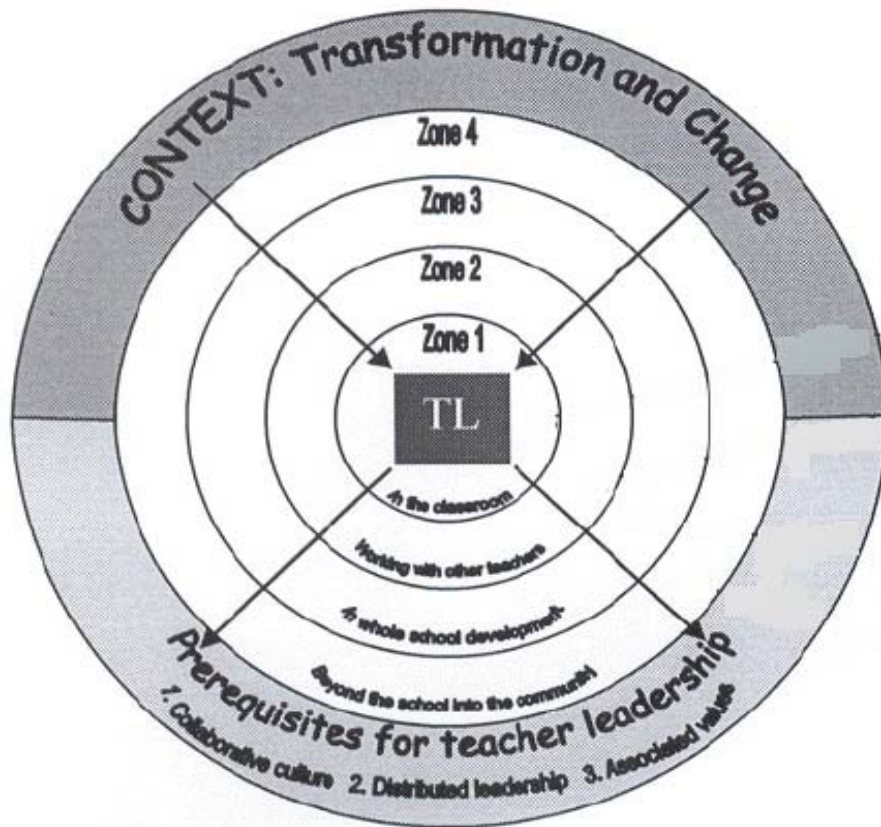 CONTEXT: Transformation and Change
Zone 4
Zone 3
Zone 2
Zone 1
TL
In the classroom
Working with other teachers
In whole school development.
Beyond the school into the community
Prerequisites for teacher leadership
1. Collaborative culture 2. Distributed leadership 3. Associated values